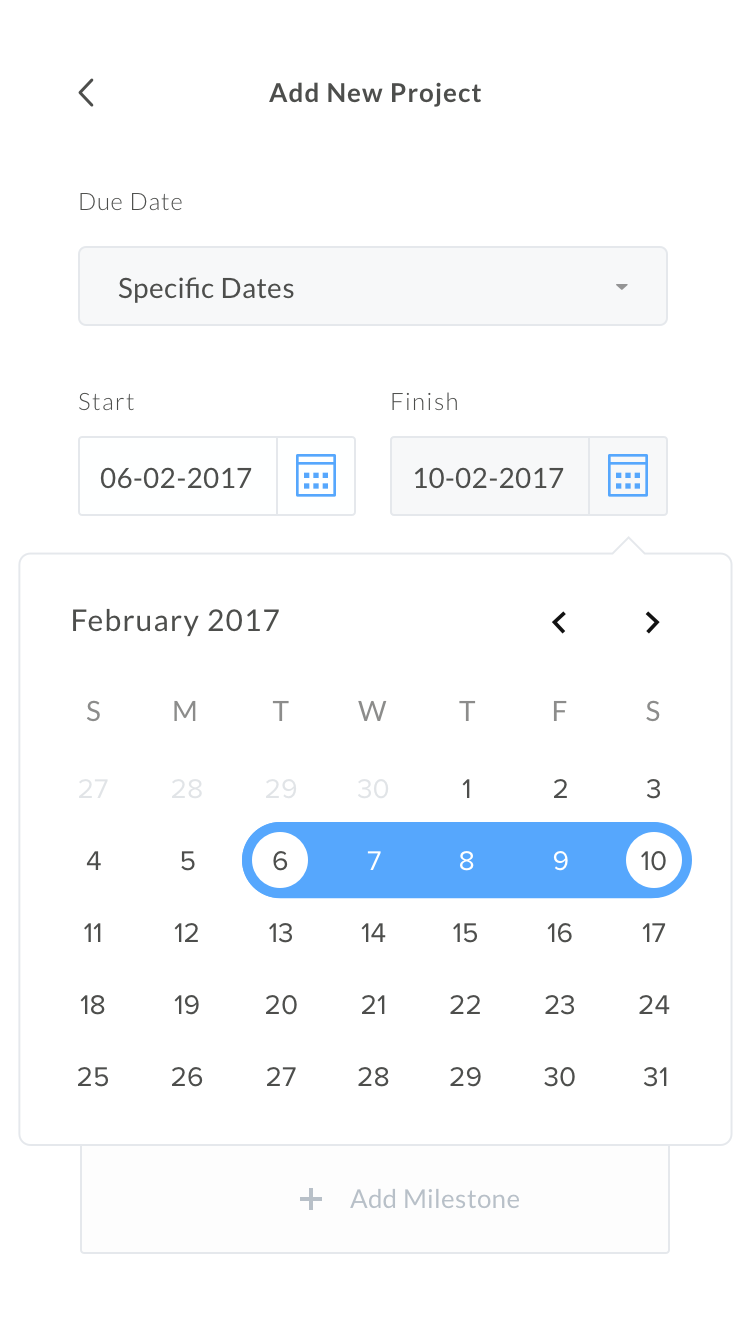 Add New Project
Due Date
Specific Dates
Start Finish
06-02-2017 10-02-2017
February 2017
S M T W T F S
27 28 29 30 1 2 3
4 5 6 7 8 9 10
11 12 13 14 15 16 17
18 19 20 21 22 23 24
25 26 27 28 29 30 31
Add Milestone